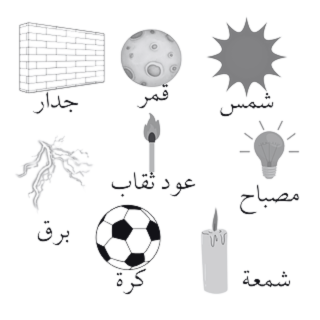 شمس
قمر
جدار
مصباح
عود ثقاب
برق
شمعة
كرة